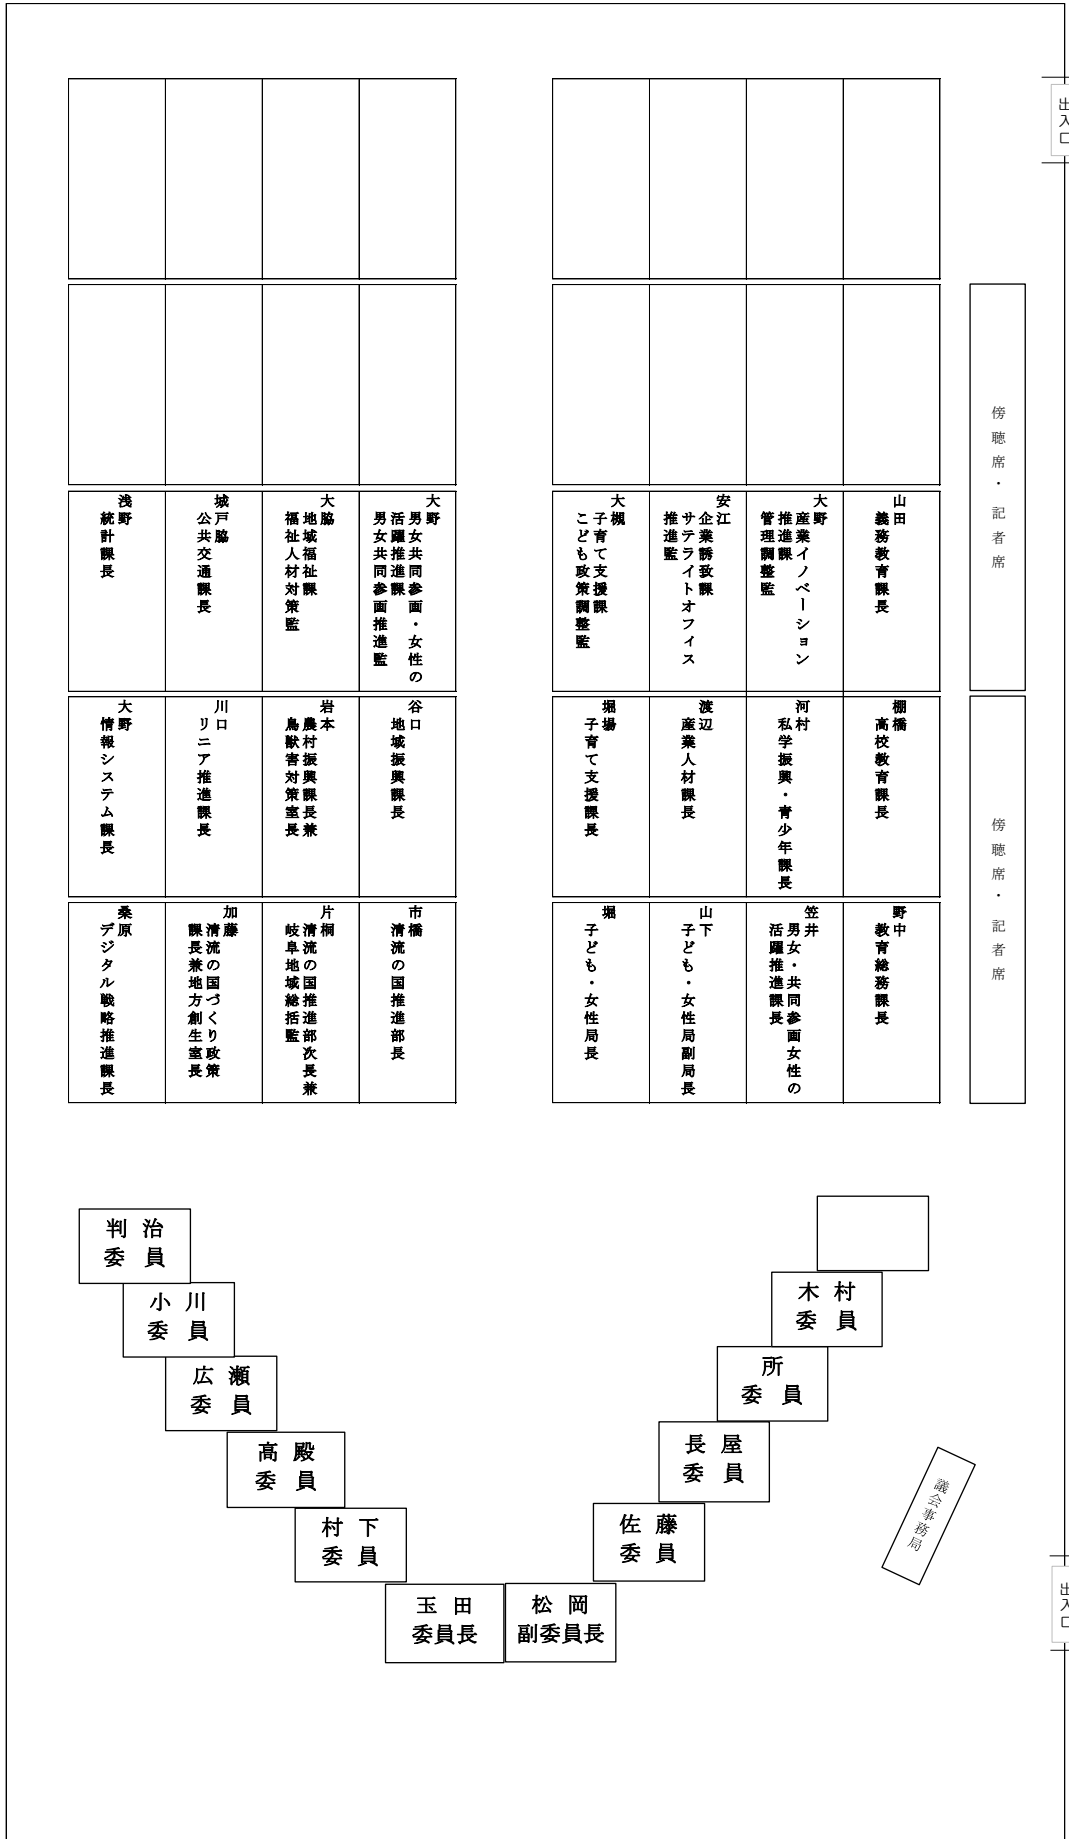 出入口
傍聴席・記者席
山田
義務教育課長
大野
産業イノベーション
推進課
管理調整監
安江
企業誘致課
サテライトオフィス
推進監
大槻
子育て支援課
こども政策調整監
大野
男女共同参画・女性の
活躍推進課
男女共同参画推進監
大脇
地域福祉課
福祉人材対策監
城戸脇
公共交通課長
浅野
統計課長
傍聴席・記者席
棚橋
高校教育課長
河村
私学振興・青少年課長
渡辺
産業人材課長
堀場
子育て支援課長
谷口
地域振興課長
岩本
農村振興課長兼
鳥獣害対策室長
川口
リニア推進課長
大野
情報システム課長
野中
教育総務課長
笠井
男女・共同参画女性の
活躍推進課長
山下
子ども・女性局副局長
堀
子ども・女性局長
市橋
清流の国推進部長
片桐
清流の国推進部次長兼
岐阜地域総括監
加藤
清流の国づくり政策
課長兼地方創生室長
桑原
デジタル戦略推進課長
判治
委員
小川
委員
広瀬
委員
高殿
委員
村下
委員
玉田
委員長
松岡
副委員長
佐藤
委員
長屋
委員
所
委員
木村
委員
議会事務局
出入口